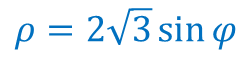 ρ = 2√3 sin φ